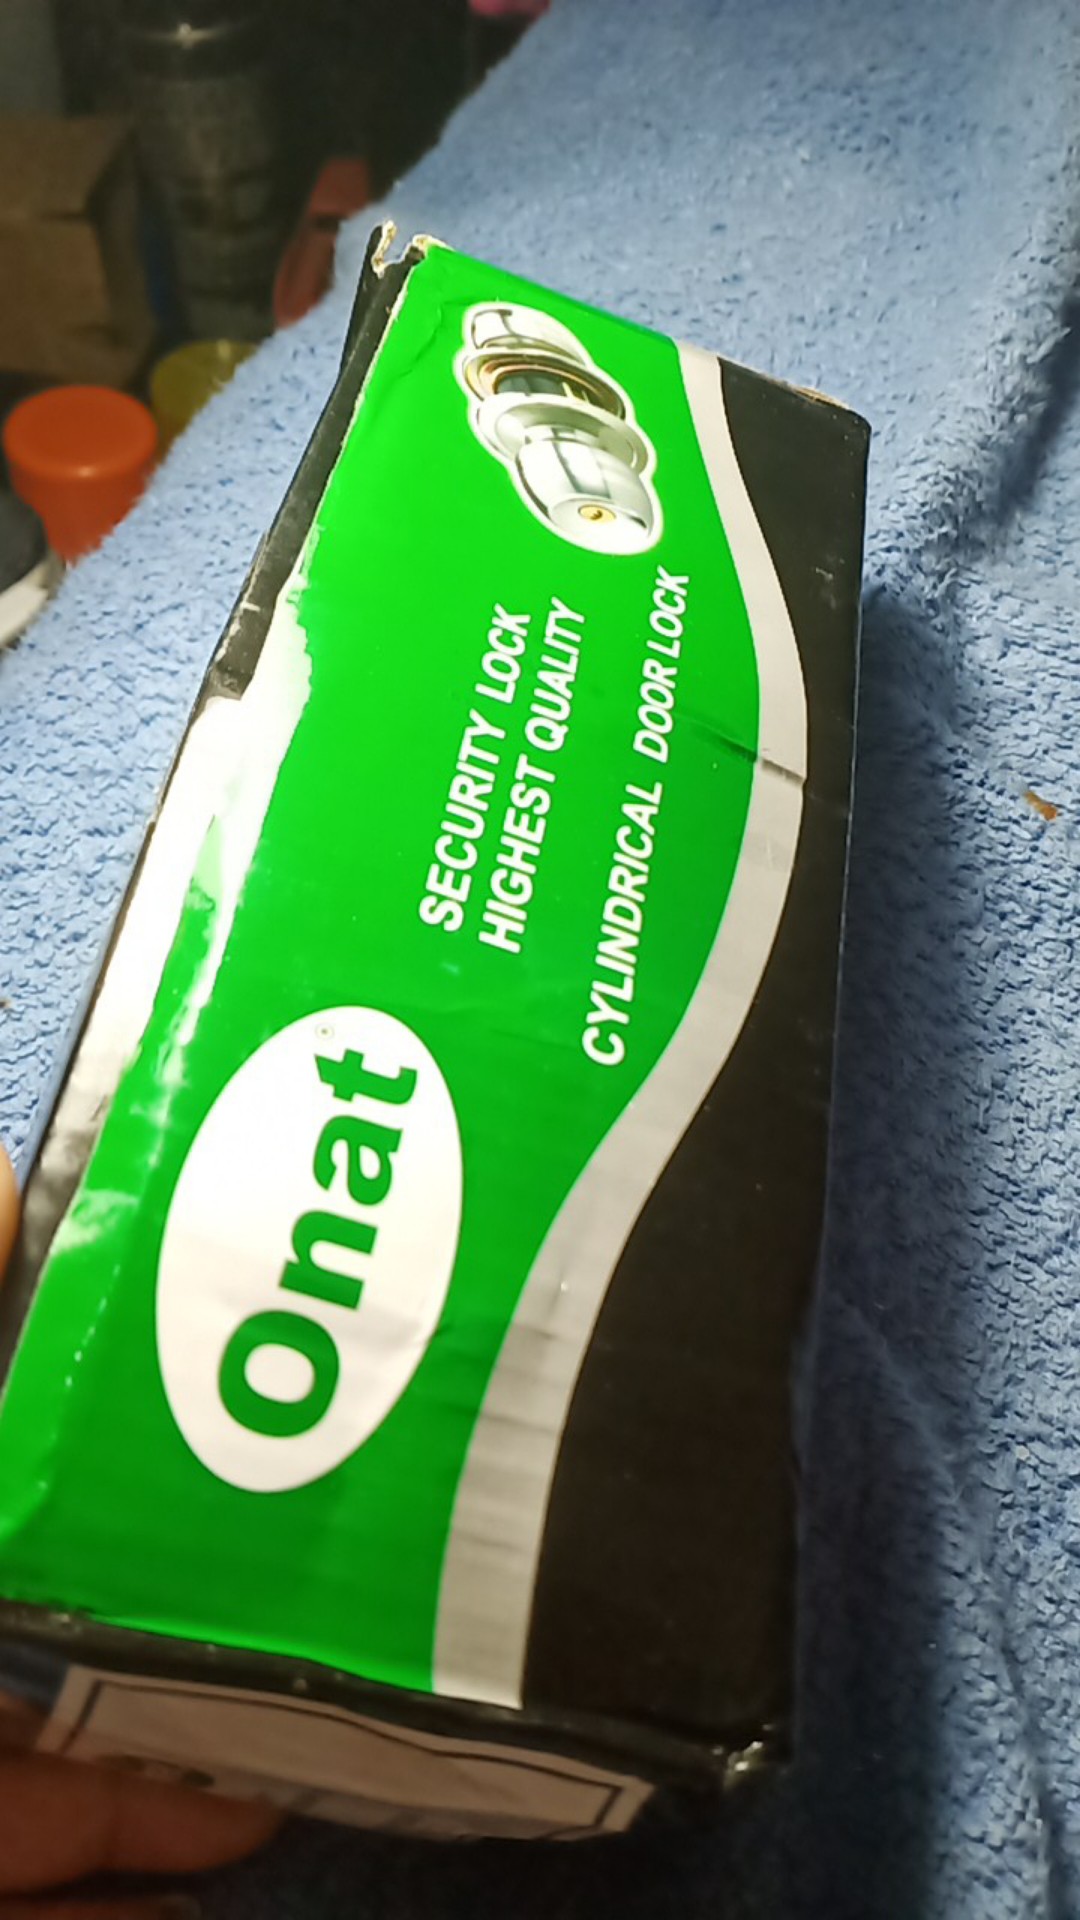 Onat
SECURITY LOCK
HIGHEST QUALITY
CYLINDRICAL DOOR LOCK